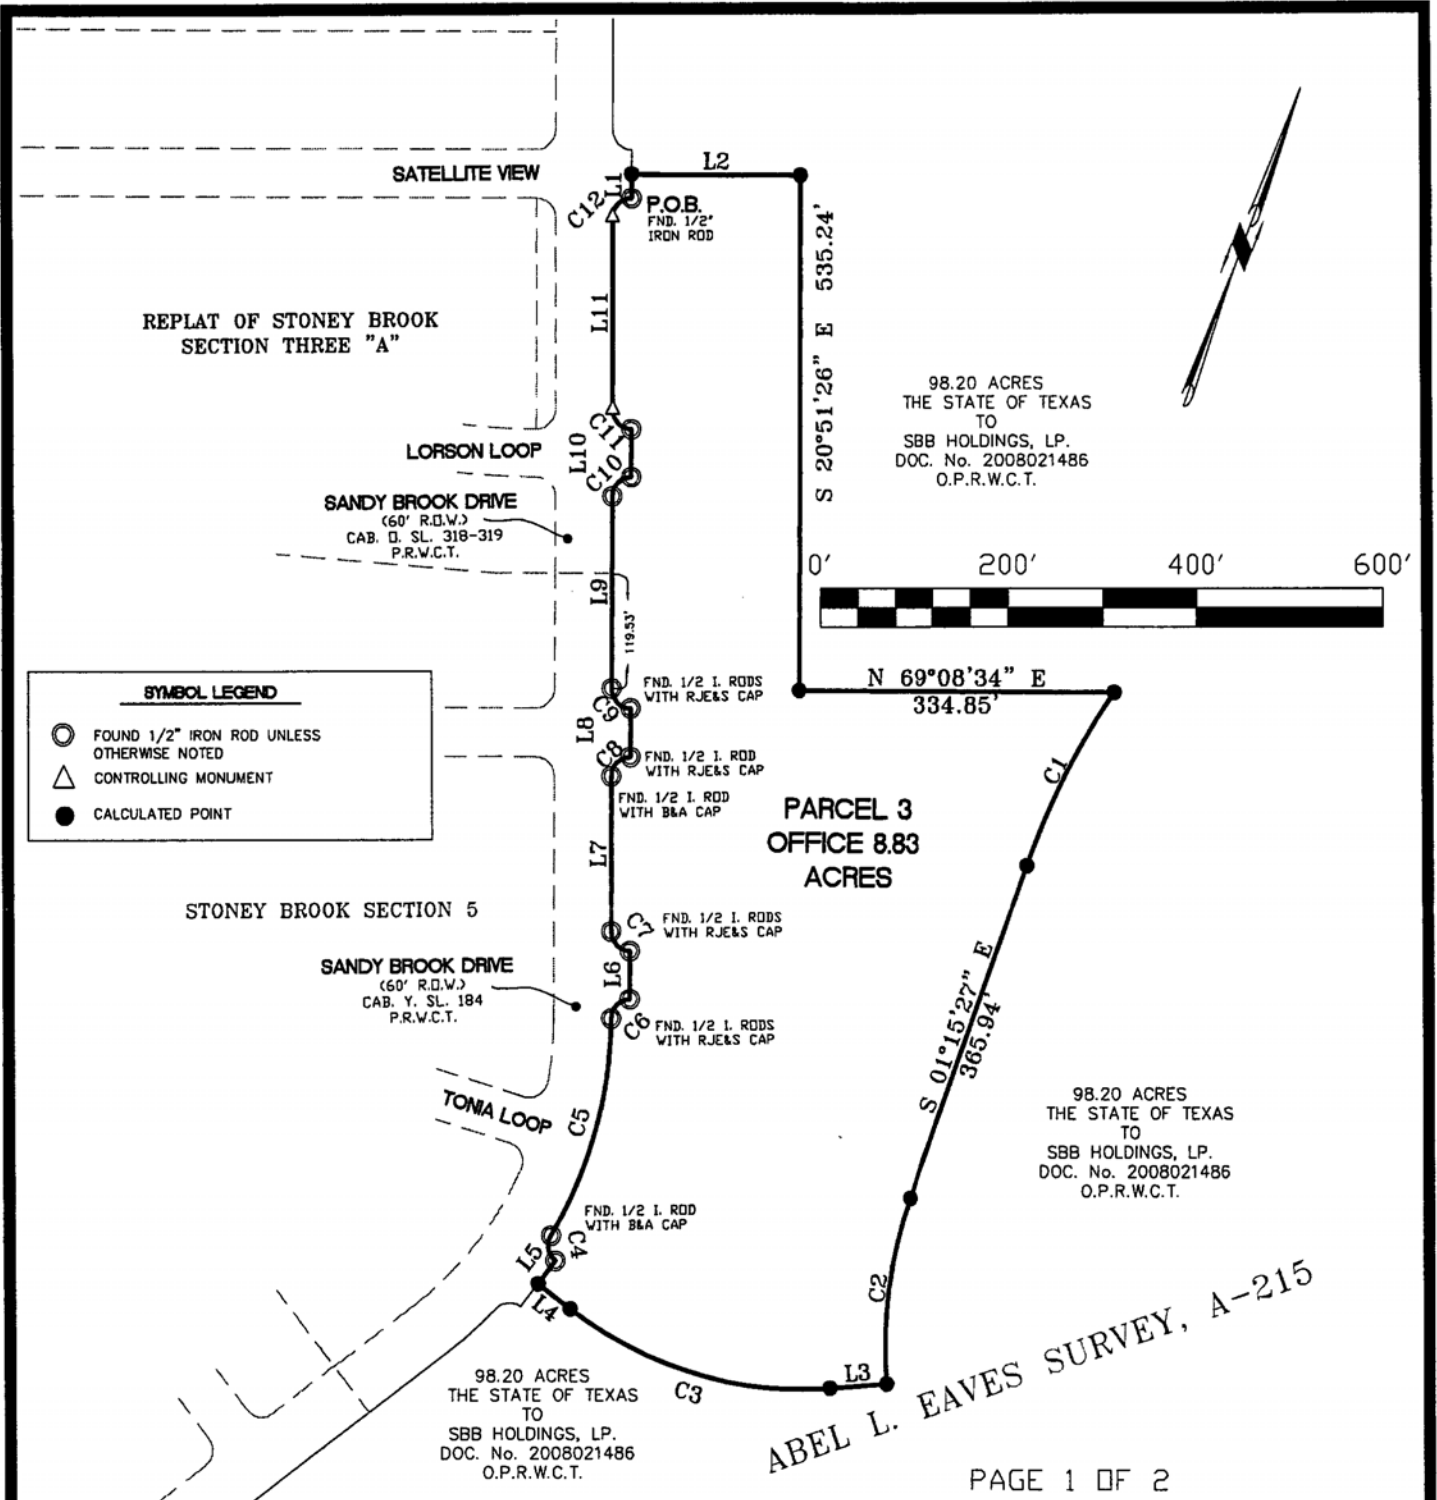 SATELLITE VIEW
L1
L2
C12
P.O.B.
FND. 1/2"
IRON ROD
L11
S 20°51'26" E 535.24'
REPLAT OF STONEY BROOK
SECTION THREE "A"
98.20 ACRES
THE STATE OF TEXAS
TO
SBB HOLDINGS, LP.
DOC. No. 2008021486
O.P.R.W.C.T.
C11
L10
LORSON LOOP
C10
SANDY BROOK DRIVE
(60' R.O.W.)
CAB. O. SL. 318-319
P.R.W.C.T.
0' 200' 400' 600'
L9
119.53'
SYMBOL LEGEND
FOUND 1/2" IRON ROD UNLESS
OTHERWISE NOTED
CONTROLLING MONUMENT
CALCULATED POINT
FND. 1/2 I. RODS
WITH RJE&S CAP
C9
L8
C8
FND. 1/2 I. ROD
WITH RJE&S CAP
FND. 1/2 I. ROD
WITH B&A CAP
N 69°08'34" E
334.85'
C1
PARCEL 3
OFFICE 8.83
ACRES
L7
STONEY BROOK SECTION 5
C7
FND. 1/2 I. RODS
WITH RJE&S CAP
L6
SANDY BROOK DRIVE
(60' R.O.W.)
CAB. Y. SL. 184
P.R.W.C.T.
C6
FND. 1/2 I. RODS
WITH RJE&S CAP
S 01°15'27" E
365.94'
TONIA LOOP
C5
98.20 ACRES
THE STATE OF TEXAS
TO
SBB HOLDINGS, LP.
DOC. No. 2008021486
O.P.R.W.C.T.
FND. 1/2 I. ROD
WITH B&A CAP
C4
L5
L4
C2
C3
L3
ABEL L. EAVES SURVEY, A-215
98.20 ACRES
THE STATE OF TEXAS
TO
SBB HOLDINGS, LP.
DOC. No. 2008021486
O.P.R.W.C.T.
PAGE 1 OF 2